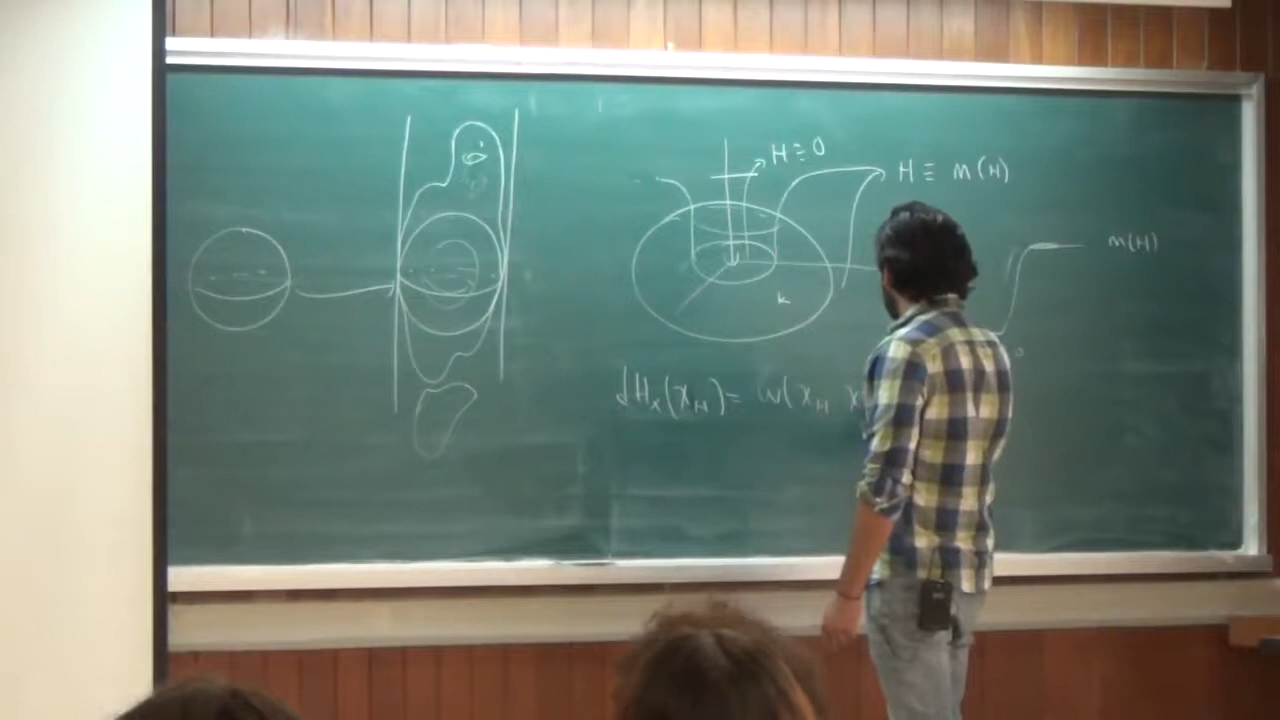 H ≡ 0
H ≡ m(H)
m(H)
k
dH_x(X_H) = ω(X_H X